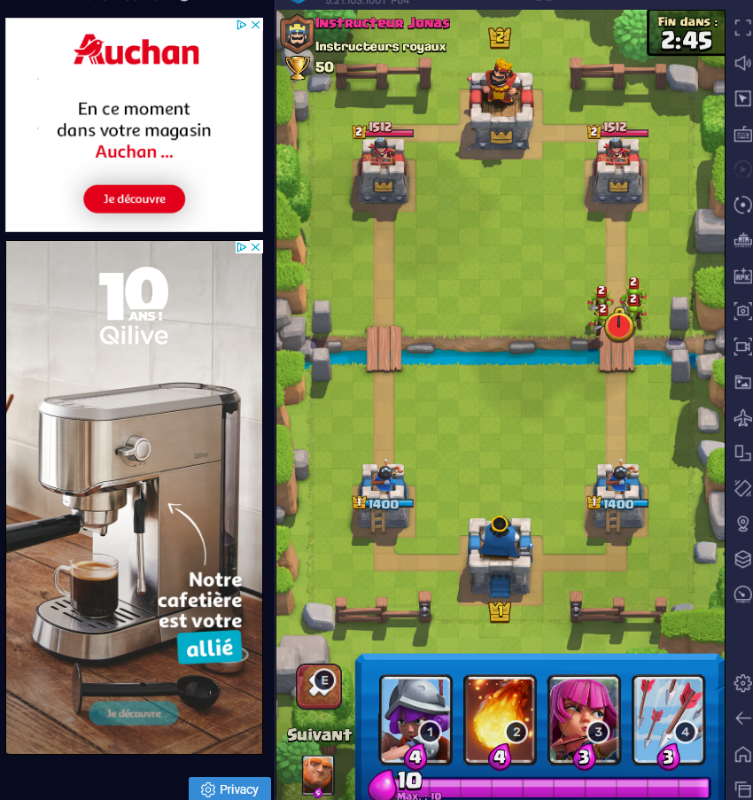 Auchan
En ce moment
dans votre magasin
Auchan ...
Je découvre
10
ANS!
Qilive
Notre
cafetière
est votre
allié
Je découvre
Privacy
Instructeur Jonas
Instructeurs royaux
50
2
Fin dans :
2:45
2 1512
2 1512
2
2
2
2
1 1400
1 1400
1
E
Suivant
5
1
4
2
4
3
3
4
3
10
Max. : 10